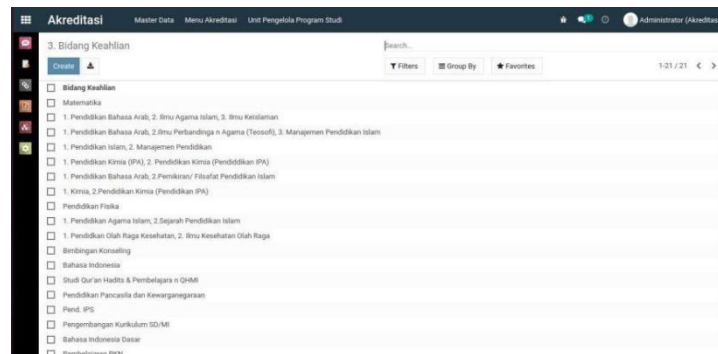 Akreditasi Master Data Menu Akreditasi Unit Pengelola Program Studi Administrator (Akreditas
3. Bidang Keahlian Search...
Create Filters Group By Favorites 1-21 / 21
Bidang Keahlian
Matematika
1. Pendidikan Bahasa Arab, 2. Ilmu Agama Islam, 3. Ilmu Keislaman
1. Pendidikan Bahasa Arab, 2.Ilmu Perbandinga n Agama (Teosofi), 3. Manajemen Pendidikan Islam
1. Pendidikan Islam, 2. Manajemen Pendidikan
1. Pendidikan Kimia (IPA), 2. Pendidikan Kimia (Pendiddikan IPA)
1. Pendidikan Bahasa Arab, 2.Pemikiran/ Filsafat Pendidikan Islam
1. Kimia, 2.Pendidikan Kimia (Pendidikan IPA)
Pendidikan Fisika
1. Pendidikan Agama Islam, 2.Sejarah Pendidikan Islam
1. Pendidkan Olah Raga Kesehatan, 2. Ilmu Kesehatan Olah Raga
Bimbingan Konseling
Bahasa Indonesia
Studi Qur'an Hadits & Pembelajara n QHMI
Pendidikan Pancasila dan Kewarganegaraan
Pend. IPS
Pengembangan Kurikulum SD/MI
Bahasa Indonesia Dasar
Pembelajaran PKN